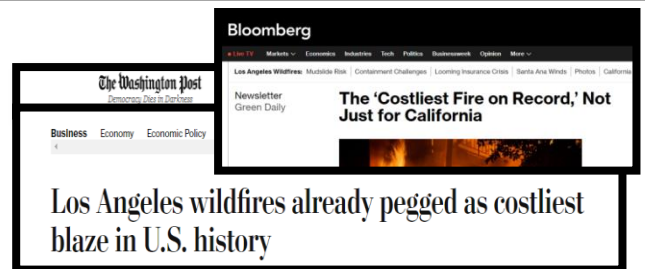 Bloomberg
Live TV Markets Economics Industries Tech Politics Businessweek Opinion More
Los Angeles Wildfires: Mudslide Risk Containment Challenges Looming Insurance Crisis Santa Ana Winds Photos California
Newsletter
Green Daily
The ‘Costliest Fire on Record,’ Not
Just for California
The Washington Post
Democracy Dies in Darkness
Business Economy Economic Policy
Los Angeles wildfires already pegged as costliest
blaze in U.S. history